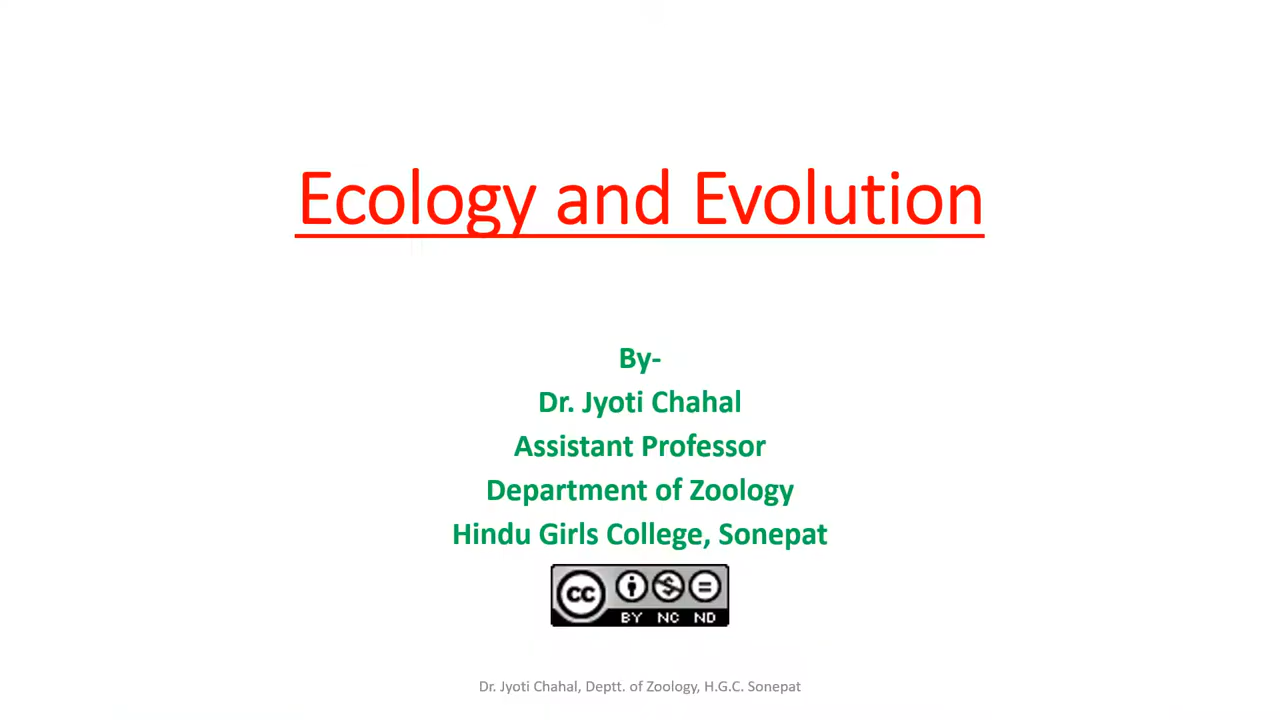 Ecology and Evolution
By-
Dr. Jyoti Chahal
Assistant Professor
Department of Zoology
Hindu Girls College, Sonepat
cc
BY NC ND
Dr. Jyoti Chahal, Deptt. of Zoology, H.G.C. Sonepat